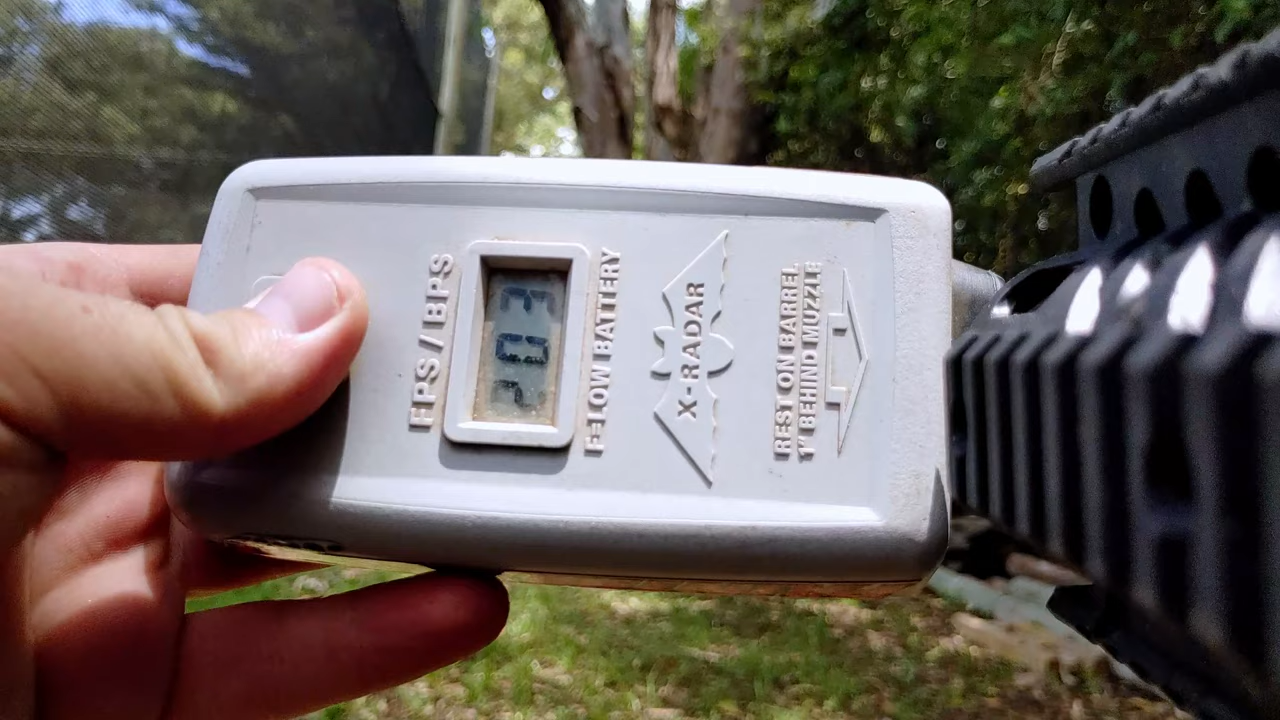 FPS / BPS
F=LOW BATTERY
X-RADAR
REST ON BARREL
1" BEHIND MUZZLE